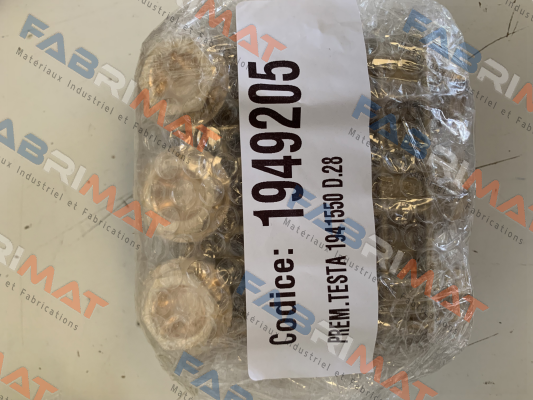 Codice: 1949205
PREM.TESTA 1941550 D.28
FABRIMAT
Materiaux Industriel et Fabrications